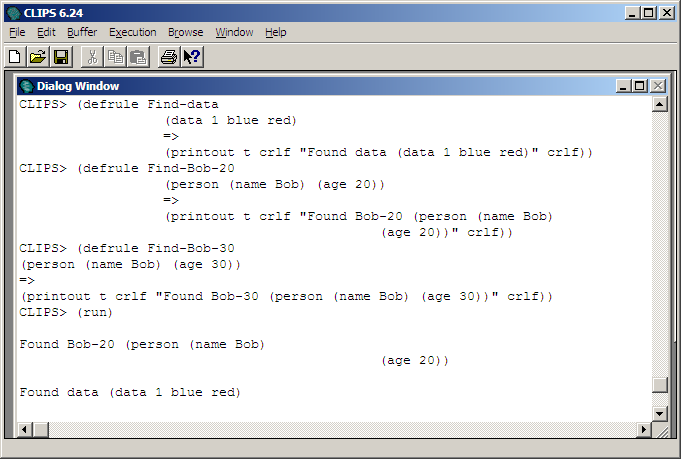 CLIPS 6.24
File Edit Buffer Execution Browse Window Help
Dialog Window
CLIPS> (defrule Find-data
(data 1 blue red)
=>
(printout t crlf "Found data (data 1 blue red)" crlf))
CLIPS> (defrule Find-Bob-20
(person (name Bob) (age 20))
=>
(printout t crlf "Found Bob-20 (person (name Bob)
(age 20))" crlf))
CLIPS> (defrule Find-Bob-30
(person (name Bob) (age 30))
=>
(printout t crlf "Found Bob-30 (person (name Bob) (age 30))" crlf))
CLIPS> (run)
Found Bob-20 (person (name Bob)
(age 20))
Found data (data 1 blue red)